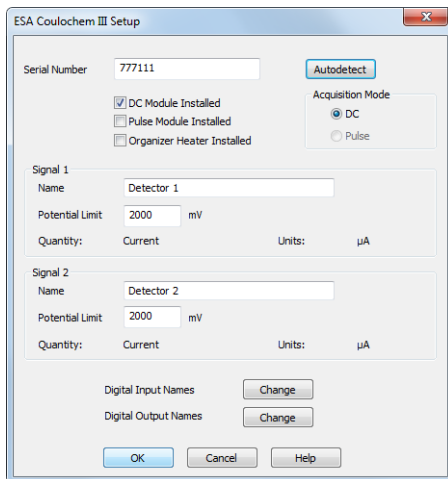 ESA Coulochem III Setup
Serial Number 777111 Autodetect
DC Module Installed
Pulse Module Installed
Organizer Heater Installed
Acquisition Mode
DC
Pulse
Signal 1
Name Detector 1
Potential Limit 2000 mV
Quantity: Current Units: µA
Signal 2
Name Detector 2
Potential Limit 2000 mV
Quantity: Current Units: µA
Digital Input Names Change
Digital Output Names Change
OK Cancel Help